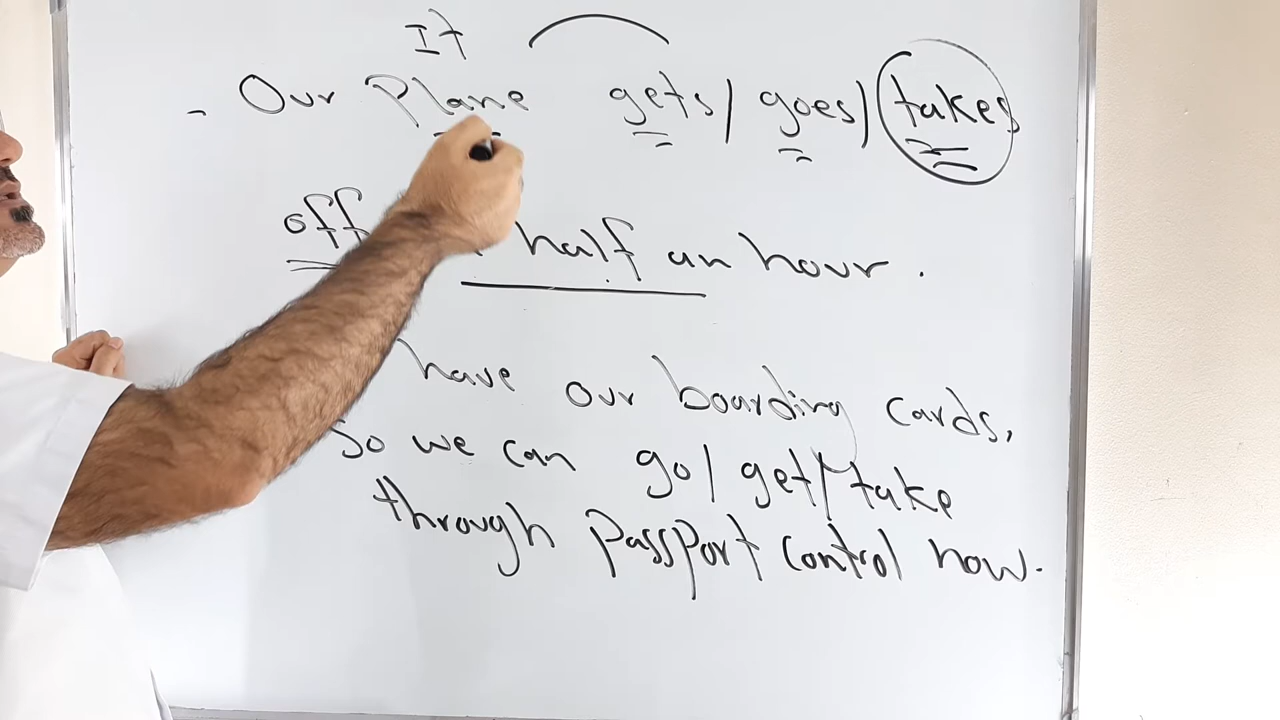 It
- Our Plane gets/ goes/ takes
off half an hour.
have our boarding cards,
So we can go/ get/ take
through Passport control now.